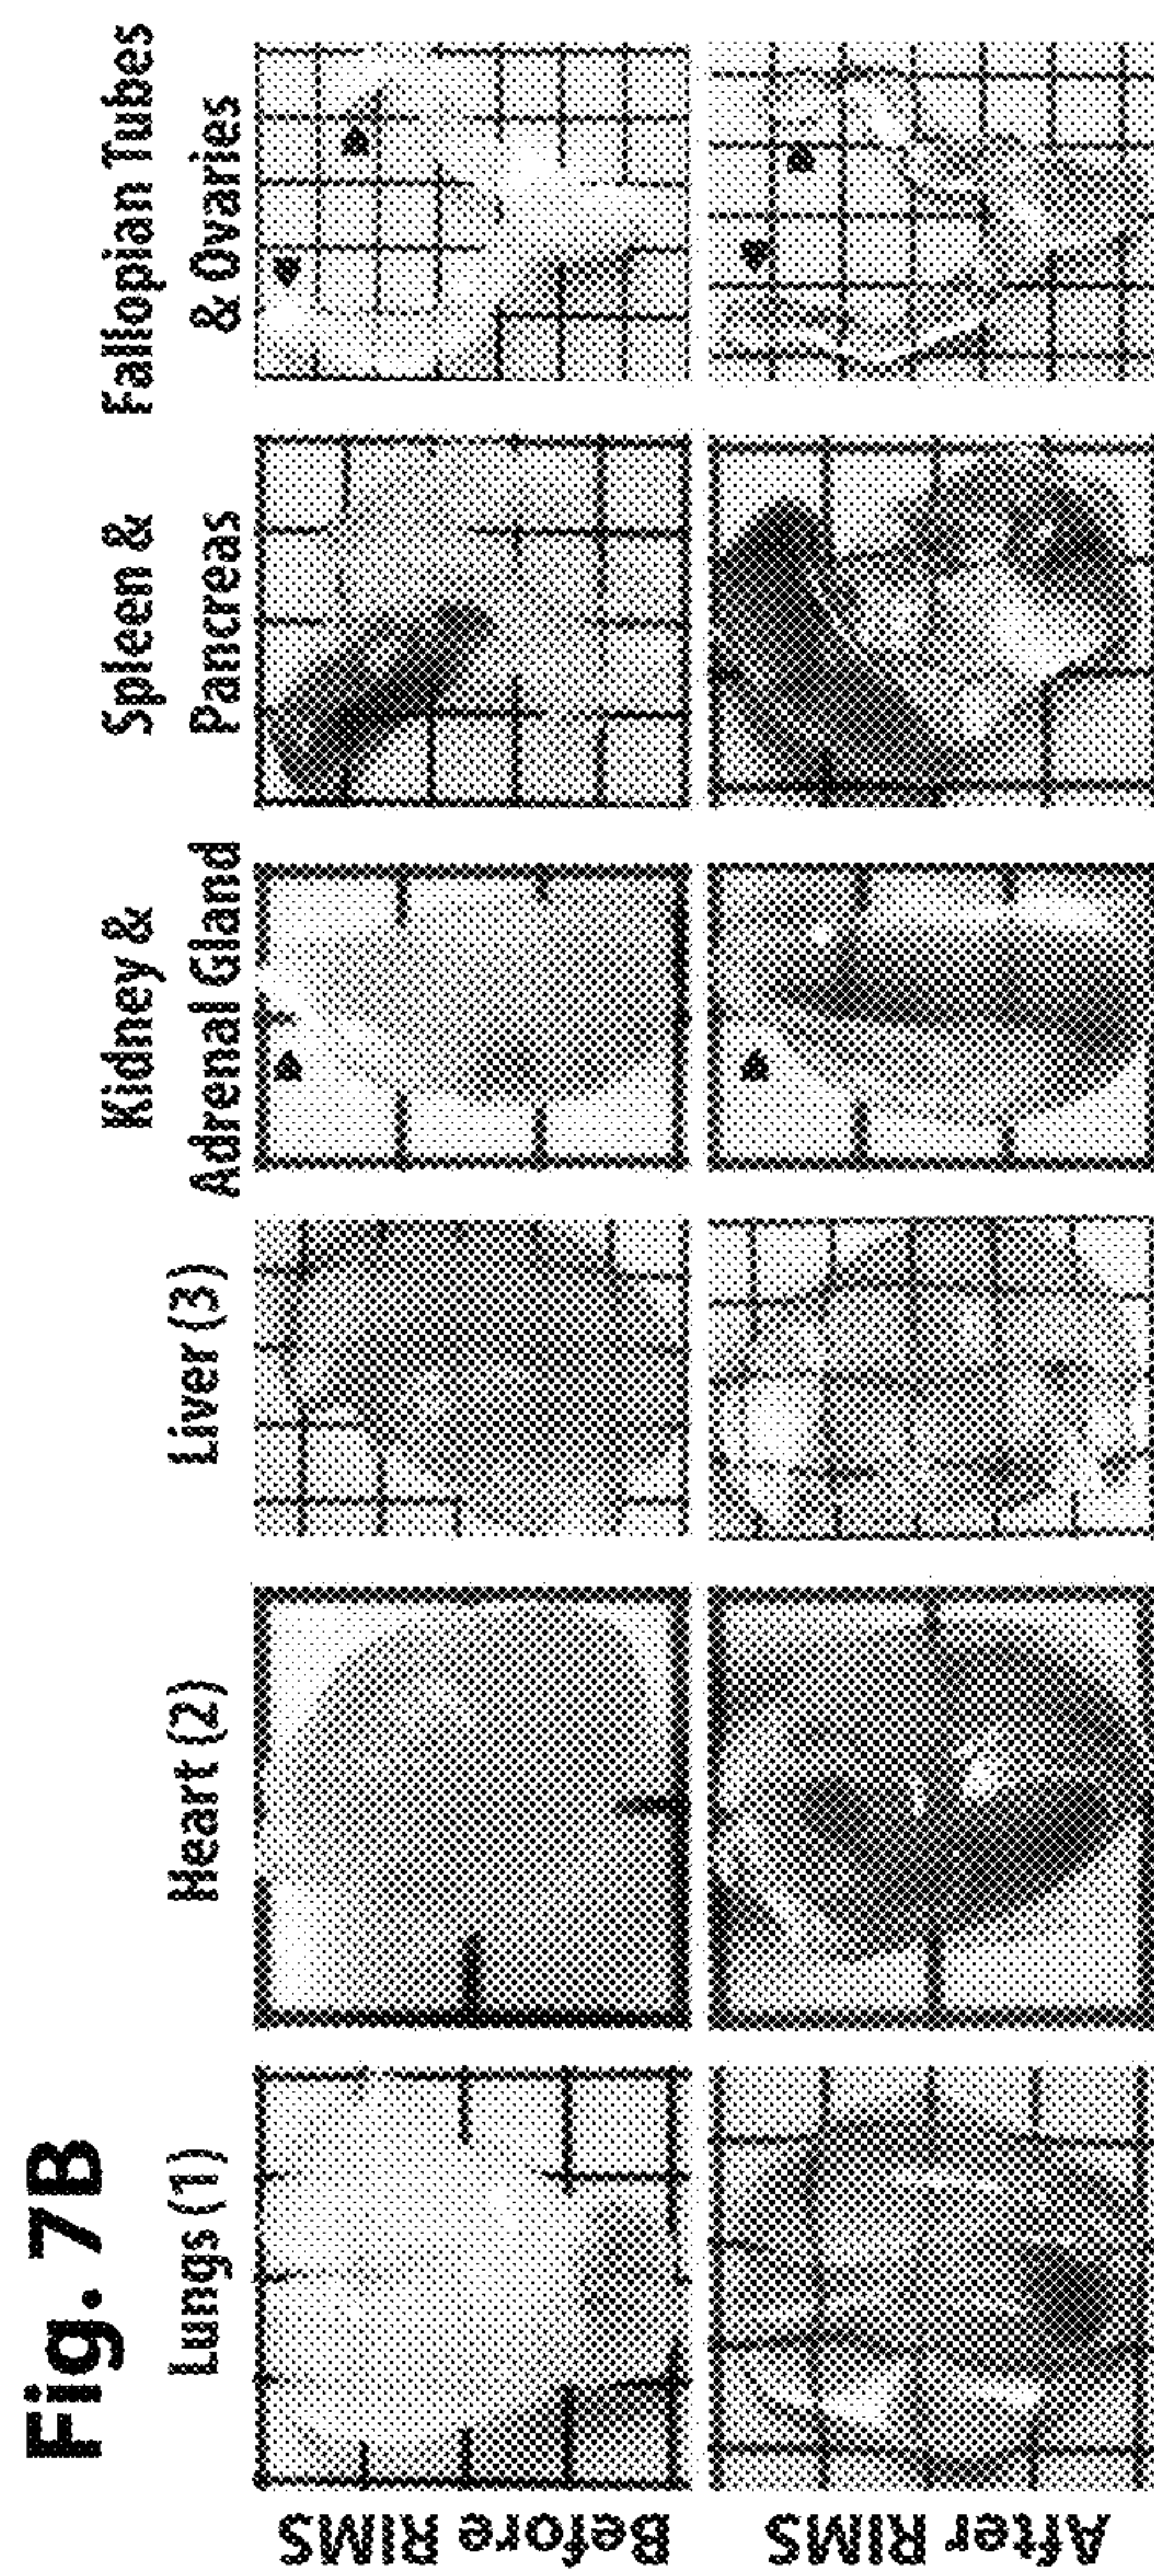 Fig. 7B
Lungs (1)
Heart (2)
Liver (3)
Kidney &
Adrenal Gland
Spleen &
Pancreas
Fallopian Tubes
& Ovaries
Before RIMS
After RIMS